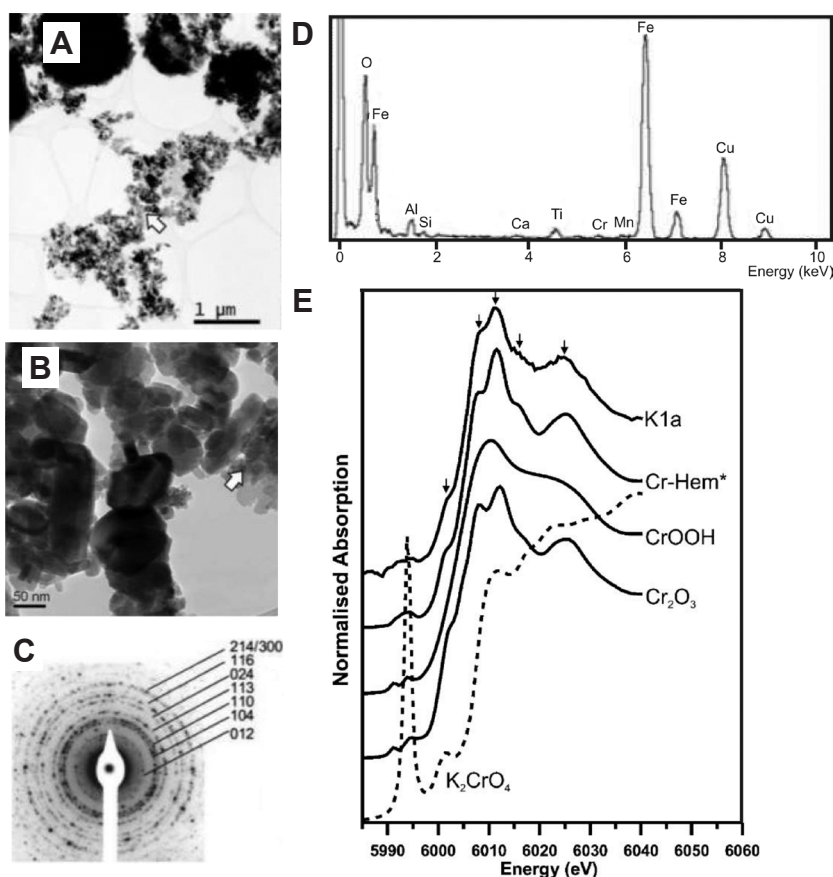 A
1 µm
B
50 nm
C
214/300
116
024
113
110
104
012
D
O
Fe
Al
Si
Ca
Ti
Cr
Mn
Fe
Fe
Cu
Cu
0 2 4 6 8 10
Energy (keV)
E
K1a
Cr-Hem*
CrOOH
Cr₂O₃
K₂CrO₄
Normalised Absorption
5990 6000 6010 6020 6030 6040 6050 6060
Energy (eV)